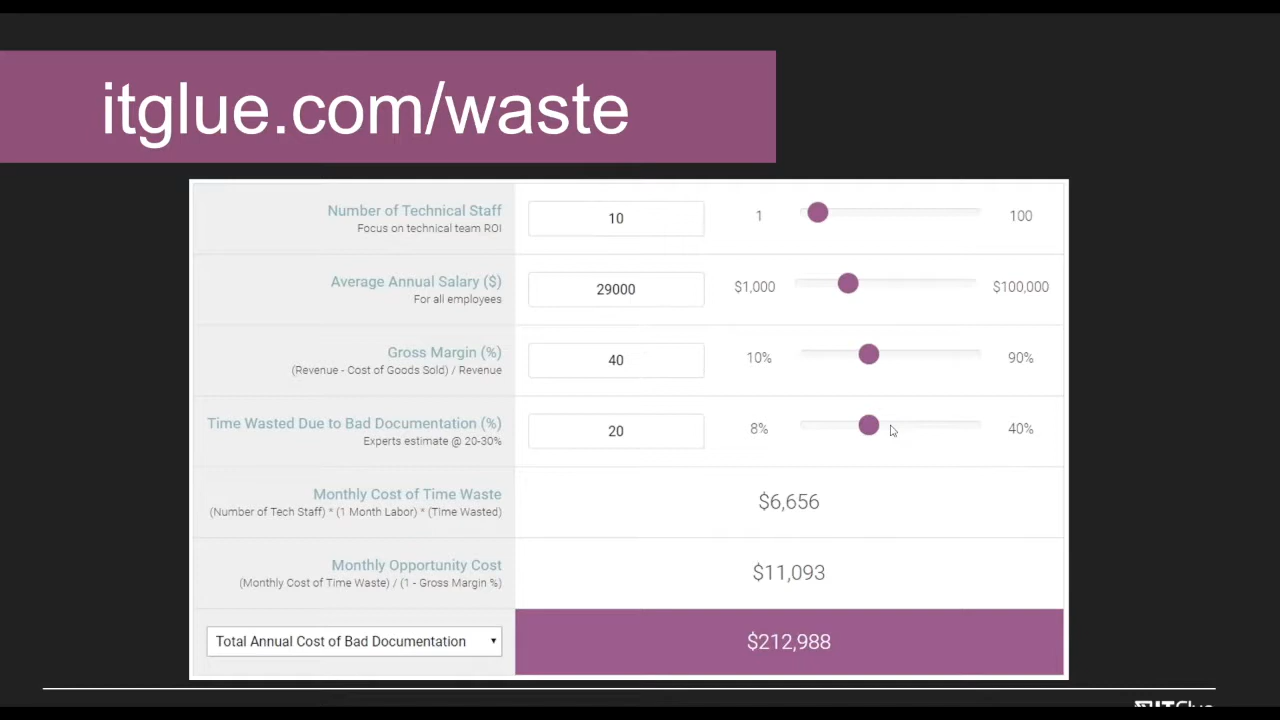 itglue.com/waste
Number of Technical Staff
Focus on technical team ROI
10
1
100
Average Annual Salary ($)
For all employees
29000
$1,000
$100,000
Gross Margin (%)
(Revenue - Cost of Goods Sold) / Revenue
40
10%
90%
Time Wasted Due to Bad Documentation (%)
Experts estimate @ 20-30%
20
8%
40%
Monthly Cost of Time Waste
(Number of Tech Staff) * (1 Month Labor) * (Time Wasted)
$6,656
Monthly Opportunity Cost
(Monthly Cost of Time Waste) / (1 - Gross Margin %)
$11,093
Total Annual Cost of Bad Documentation
$212,988
ITGlue